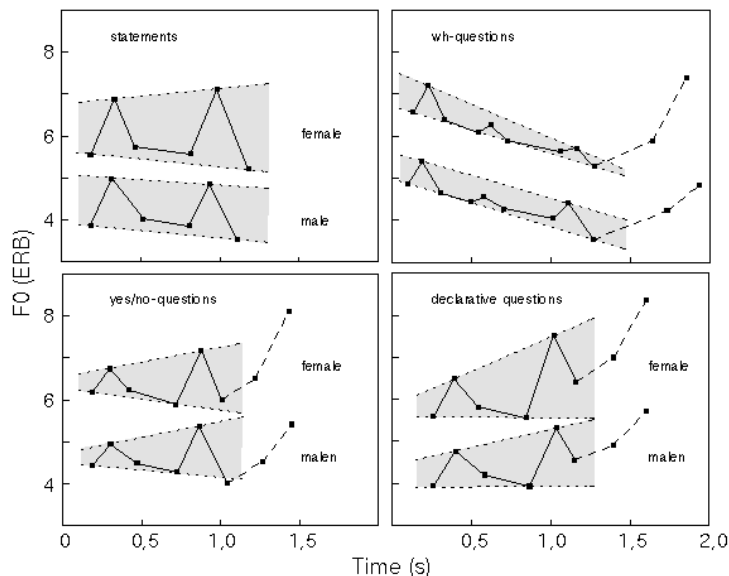 statements
wh-questions
8
female
6
male
4
F0 (ERB)
yes/no-questions
declarative questions
8
female
female
6
malen
malen
4
0
0,5
1,0
1,5
0
0,5
1,0
1,5
2,0
Time (s)